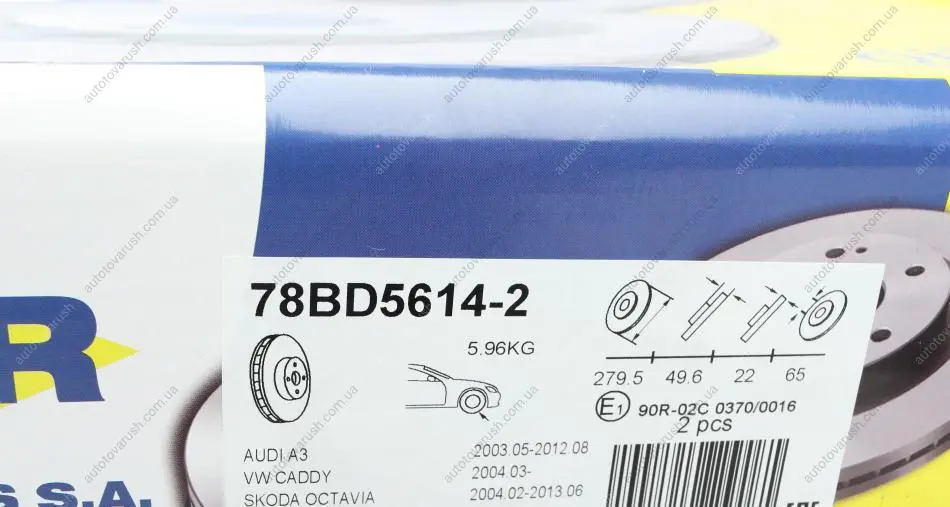 78BD5614-2
5.96KG
279.5 49.6 22 65
E1 90R-02C 0370/0016
2 pcs
AUDI A3 2003.05-2012.08
VW CADDY 2004.03-
SKODA OCTAVIA 2004.02-2013.06
R
S S.A.
EAC
autotovarush.com.ua